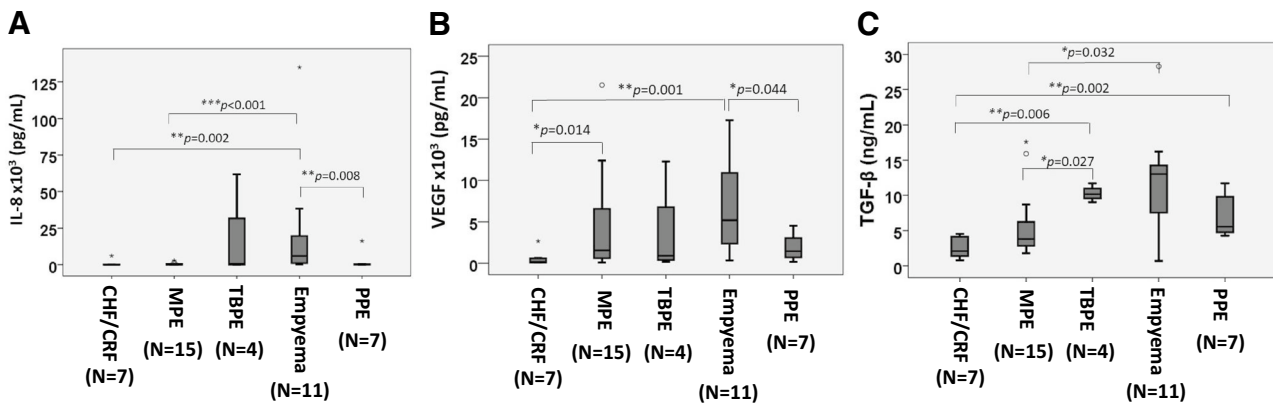 A
IL-8 x10³ (pg/mL)
125
100
75
50
25
0
***p<0.001
**p=0.002
**p=0.008
*
*
*
*
CHF/CRF
(N=7)
MPE
(N=15)
TBPE
(N=4)
Empyema
(N=11)
PPE
(N=7)
B
VEGF x10³ (pg/mL)
25
20
15
10
5
0
**p=0.001
*p=0.044
*p=0.014
*
CHF/CRF
(N=7)
MPE
(N=15)
TBPE
(N=4)
Empyema
(N=11)
PPE
(N=7)
C
TGF-β (ng/mL)
30
25
20
15
10
5
0
*p=0.032
**p=0.002
**p=0.006
*p=0.027
*
CHF/CRF
(N=7)
MPE
(N=15)
TBPE
(N=4)
Empyema
(N=11)
PPE
(N=7)